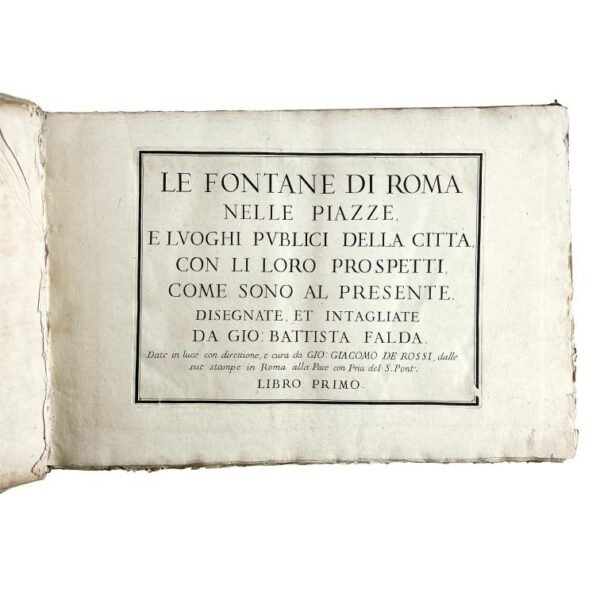 LE FONTANE DI ROMA
NELLE PIAZZE,
E LVOGHI PVBLICI DELLA CITTÀ,
CON LI LORO PROSPETTI,
COME SONO AL PRESENTE.
DISEGNATE, ET INTAGLIATE
DA GIO: BATTISTA FALDA.
Date in luce con direttione, e cura da GIO: GIACOMO DE ROSSI, dalle
sue stampe in Roma alla Pace con Priu. del S. Pont.
LIBRO PRIMO.